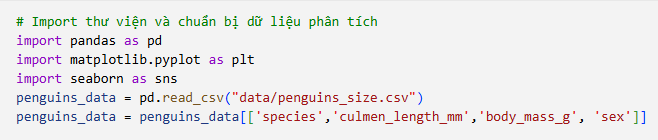 # Import thư viện và chuẩn bị dữ liệu phân tích
import pandas as pd
import matplotlib.pyplot as plt
import seaborn as sns
penguins_data = pd.read_csv("data/penguins_size.csv")
penguins_data = penguins_data[['species','culmen_length_mm','body_mass_g', 'sex']]